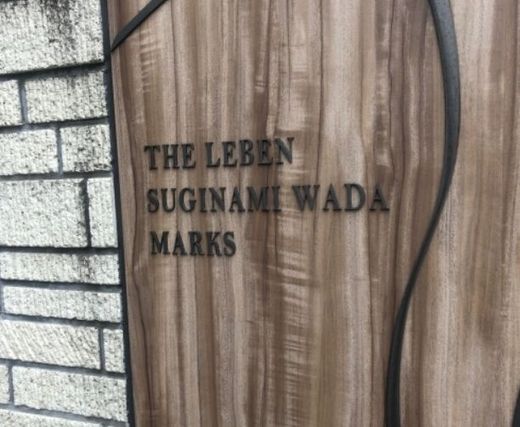 THE LEBEN
SUGINAMI WADA
MARKS